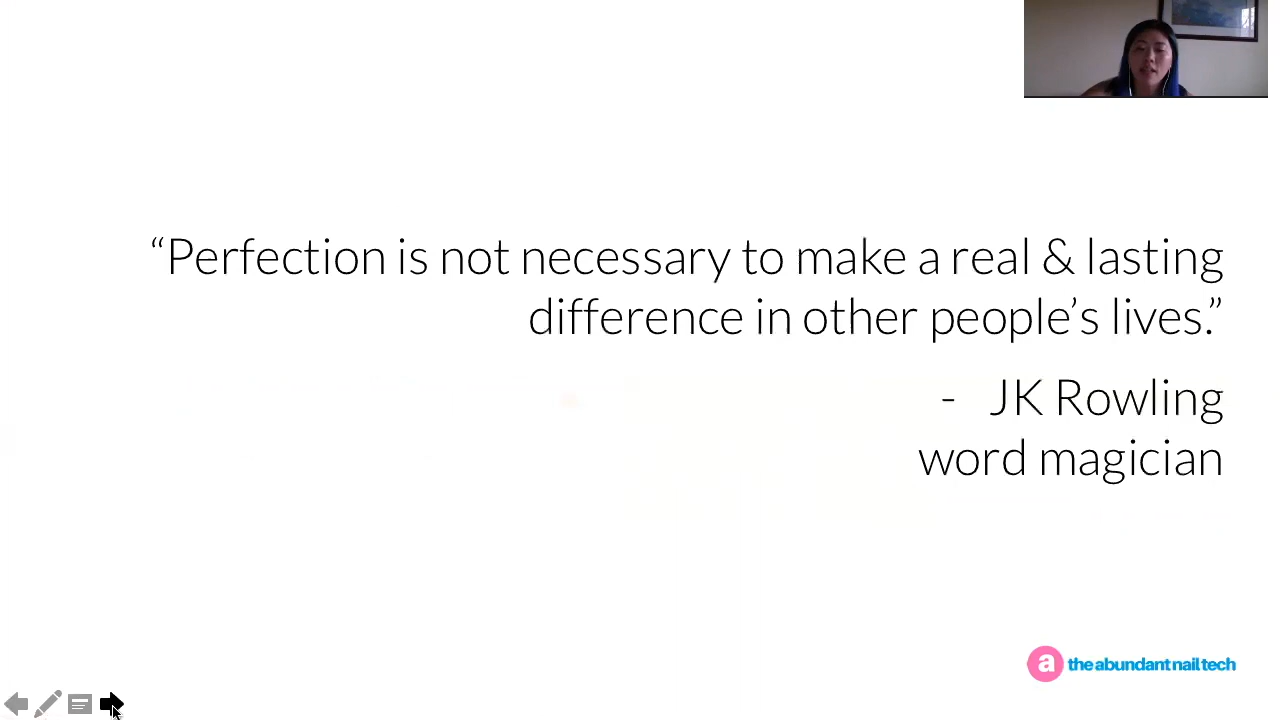 “Perfection is not necessary to make a real & lasting
difference in other people’s lives.”
- JK Rowling
word magician
a the abundant nail tech